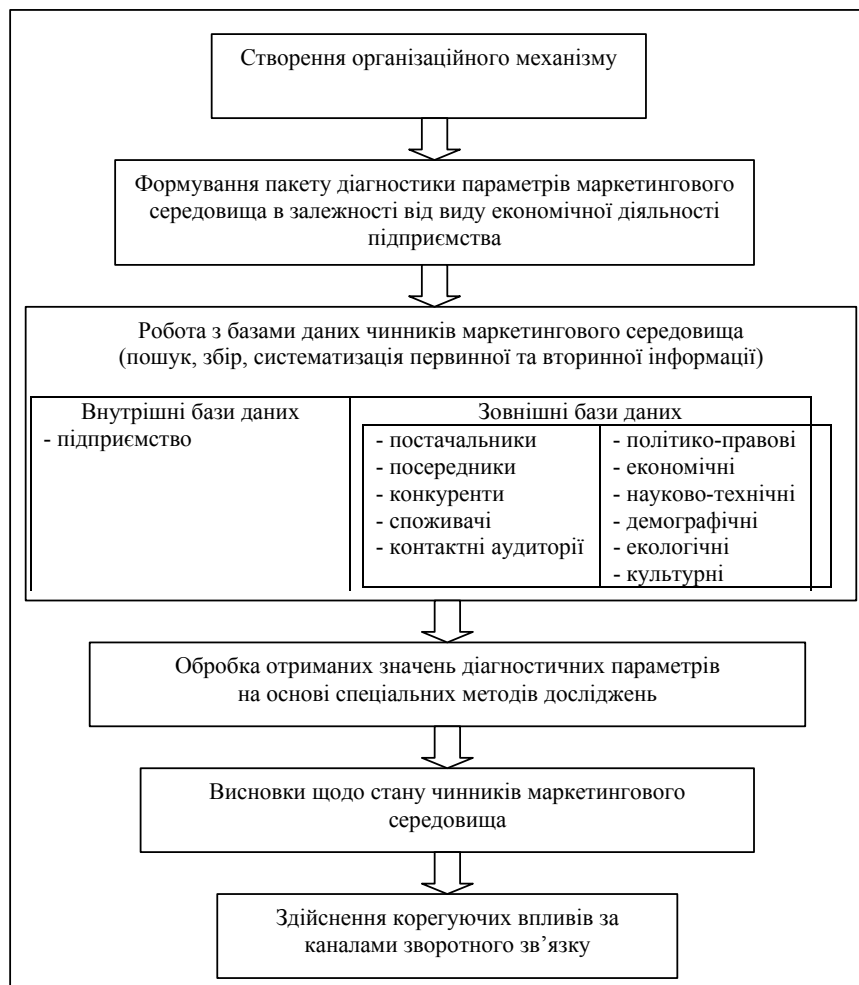 Створення організаційного механізму
Формування пакету діагностики параметрів маркетингового
середовища в залежності від виду економічної діяльності
підприємства
Робота з базами даних чинників маркетингового середовища
(пошук, збір, систематизація первинної та вторинної інформації)
Внутрішні бази даних
- підприємство
Зовнішні бази даних
- постачальники
- посередники
- конкуренти
- споживачі
- контактні аудиторії
- політико-правові
- економічні
- науково-технічні
- демографічні
- екологічні
- культурні
Обробка отриманих значень діагностичних параметрів
на основі спеціальних методів досліджень
Висновки щодо стану чинників маркетингового
середовища
Здійснення корегуючих впливів за
каналами зворотного зв’язку